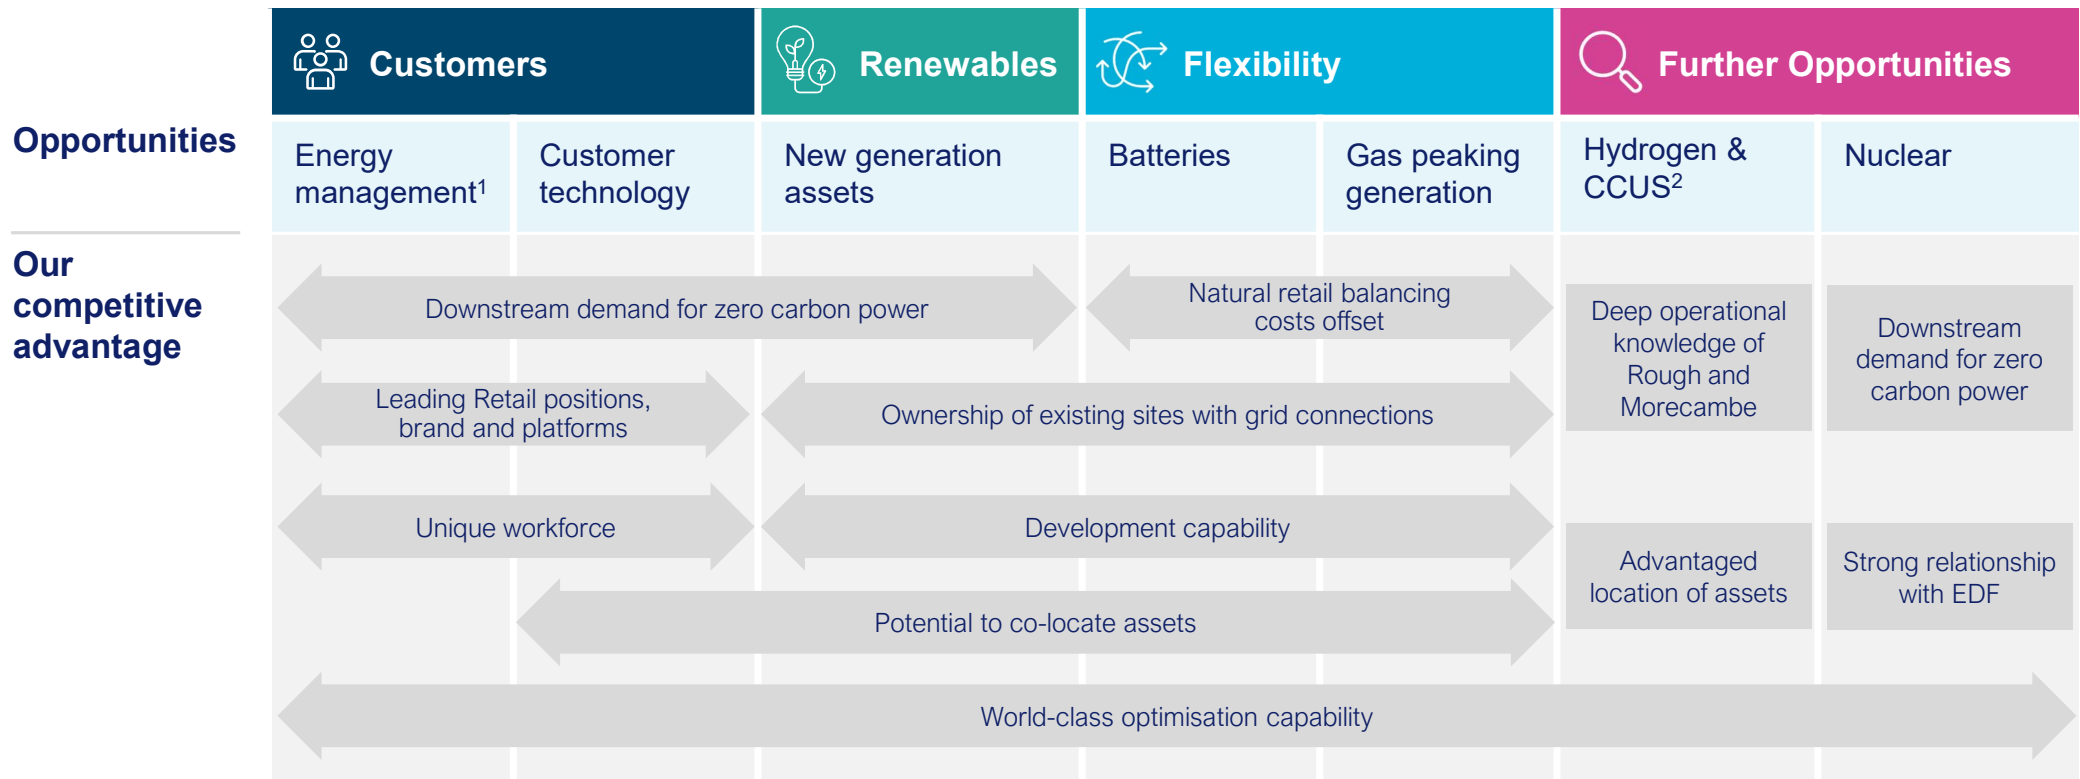 Customers
Renewables
Flexibility
Further Opportunities
Opportunities
Energy
management¹
Customer
technology
New generation
assets
Batteries
Gas peaking
generation
Hydrogen &
CCUS²
Nuclear
Our
competitive
advantage
Downstream demand for zero carbon power
Natural retail balancing
costs offset
Deep operational
knowledge of
Rough and
Morecambe
Downstream
demand for zero
carbon power
Leading Retail positions,
brand and platforms
Ownership of existing sites with grid connections
Unique workforce
Development capability
Advantaged
location of assets
Strong relationship
with EDF
Potential to co-locate assets
World-class optimisation capability